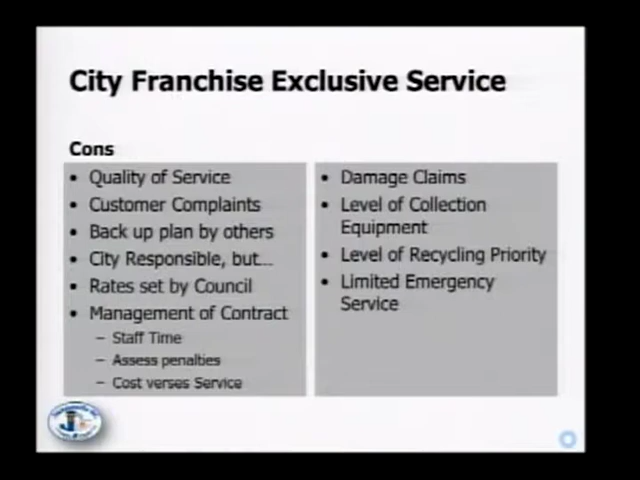 City Franchise Exclusive Service
Cons
• Quality of Service
• Customer Complaints
• Back up plan by others
• City Responsible, but...
• Rates set by Council
• Management of Contract
– Staff Time
– Assess penalties
– Cost verses Service
• Damage Claims
• Level of Collection
Equipment
• Level of Recycling Priority
• Limited Emergency
Service